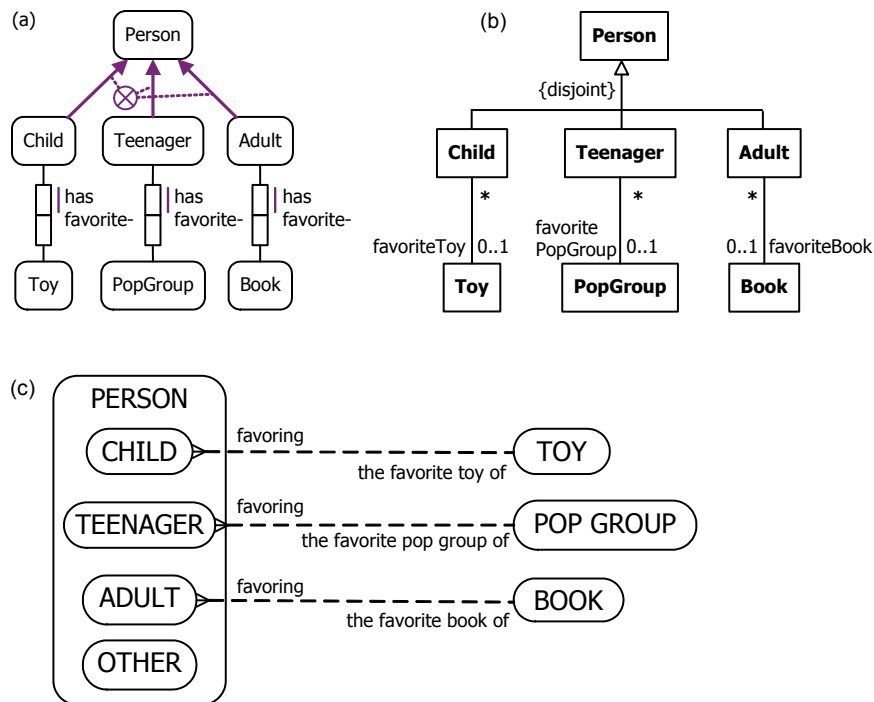 (a)
Person
Child
Teenager
Adult
has
favorite-
has
favorite-
has
favorite-
Toy
PopGroup
Book
(b)
Person
{disjoint}
Child
Teenager
Adult
*
*
*
favoriteToy
0..1
favorite
PopGroup
0..1
0..1
favoriteBook
Toy
PopGroup
Book
(c)
PERSON
CHILD
favoring
the favorite toy of
TOY
TEENAGER
favoring
the favorite pop group of
POP GROUP
ADULT
favoring
the favorite book of
BOOK
OTHER